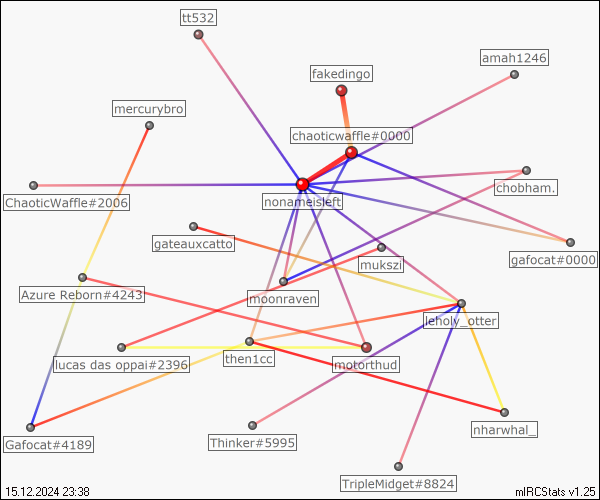 tt532
amah1246
fakedingo
mercurybro
chaoticwaffle#0000
chobham.
ChaoticWaffle#2006
nonameisleft
gateauxcatto
gafocat#0000
mukszi
Azure Reborn#4243
moonraven
leholy_otter
lucas das oppai#2396
then1cc
motorthud
nharwhal_
Gafocat#4189
Thinker#5995
TripleMidget#8824
15.12.2024 23:38
mIRCStats v1.25